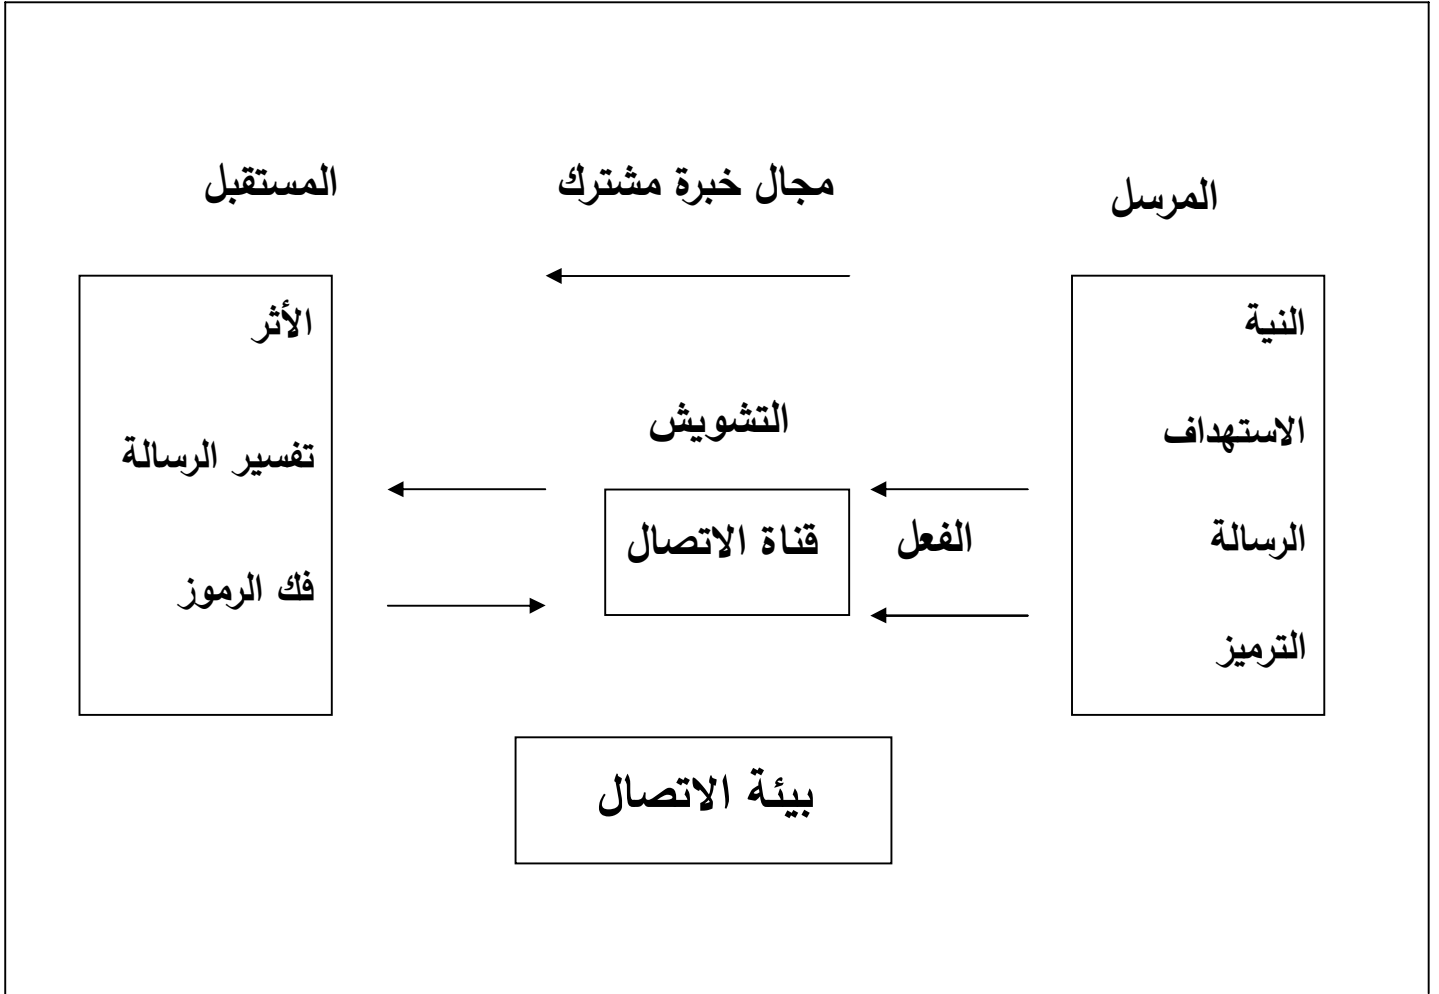 المرسل
مجال خبرة مشترك
المستقبل
النية
الاستهداف
الرسالة
الترميز
التشويش
الفعل
قناة الاتصال
الأثر
تفسير الرسالة
فك الرموز
بيئة الاتصال